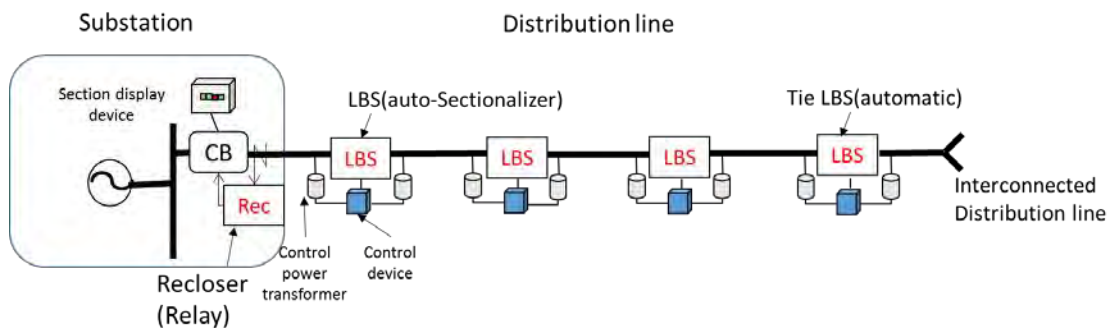 Substation
Distribution line
Section display
device
LBS(auto-Sectionalizer)
Tie LBS(automatic)
CB
LBS
LBS
LBS
LBS
Rec
Interconnected
Distribution line
Recloser
(Relay)
Control
power
transformer
Control
device